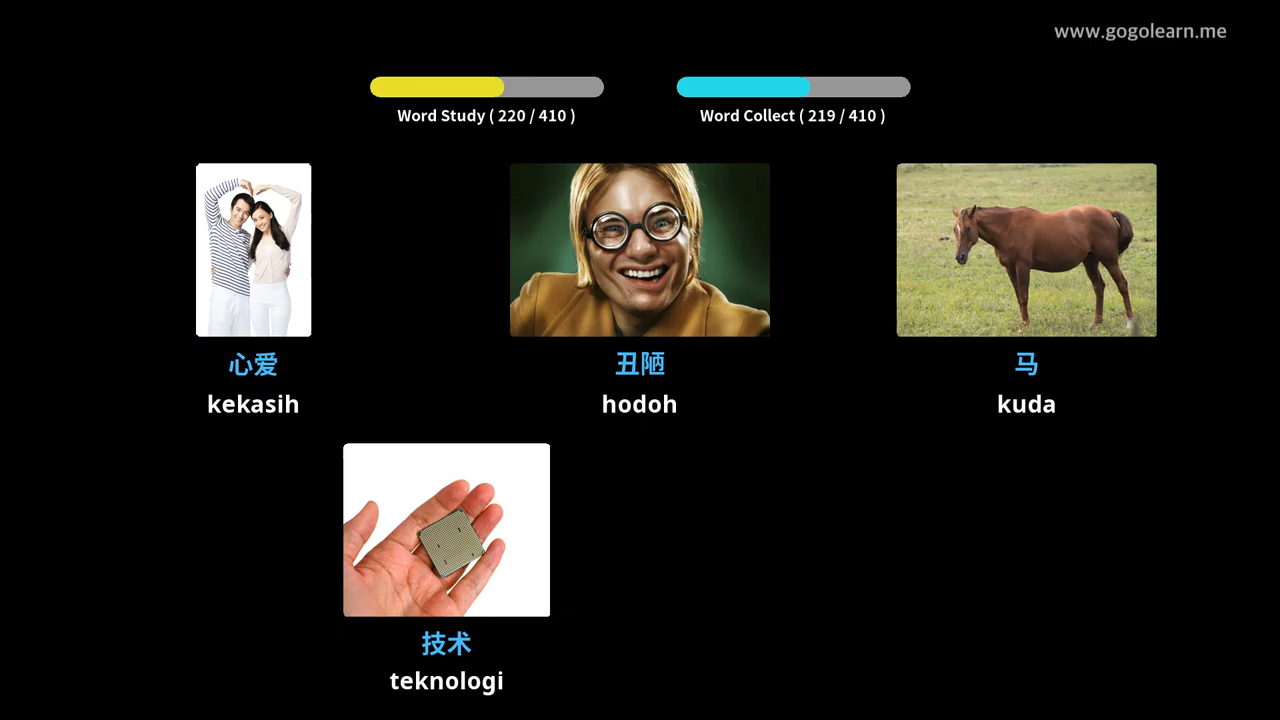 www.gogolearn.me
Word Study ( 220 / 410 )
Word Collect ( 219 / 410 )
心爱
kekasih
丑陋
hodoh
马
kuda
技术
teknologi